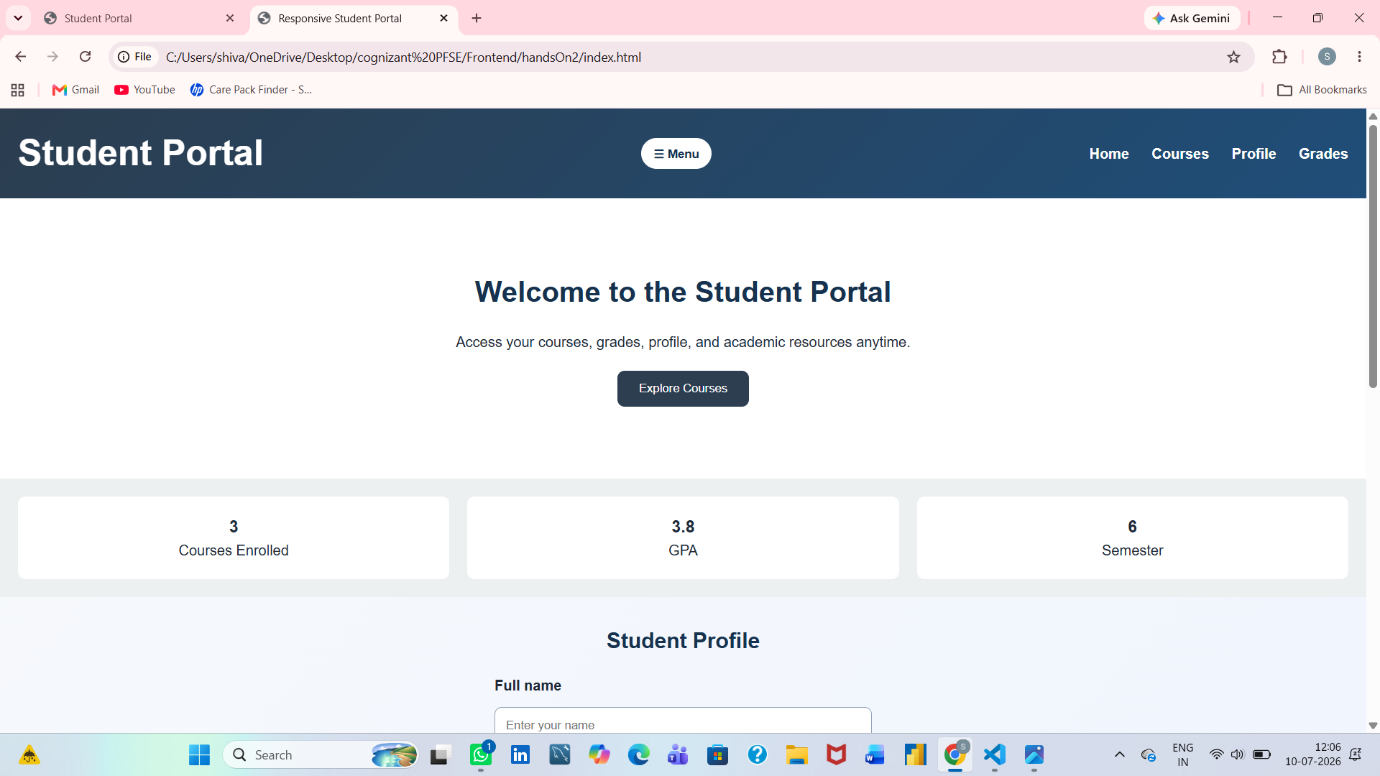 Student Portal
Responsive Student Portal
Ask Gemini
File
C:/Users/shiva/OneDrive/Desktop/cognizant%20PFSE/Frontend/handsOn2/index.html
S
Gmail
YouTube
hp
Care Pack Finder - S...
All Bookmarks
Student Portal
☰ Menu
Home
Courses
Profile
Grades
Welcome to the Student Portal
Access your courses, grades, profile, and academic resources anytime.
Explore Courses
3
Courses Enrolled
3.8
GPA
6
Semester
Student Profile
Full name
Enter your name
Search
1
ENG
IN
12:06
10-07-2026